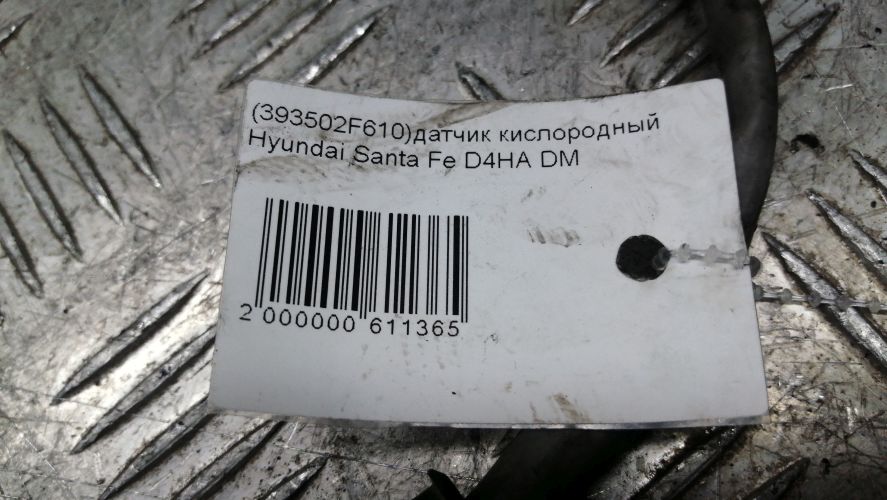 (393502F610)датчик кислородный
Hyundai Santa Fe D4HA DM
2 000000 611365